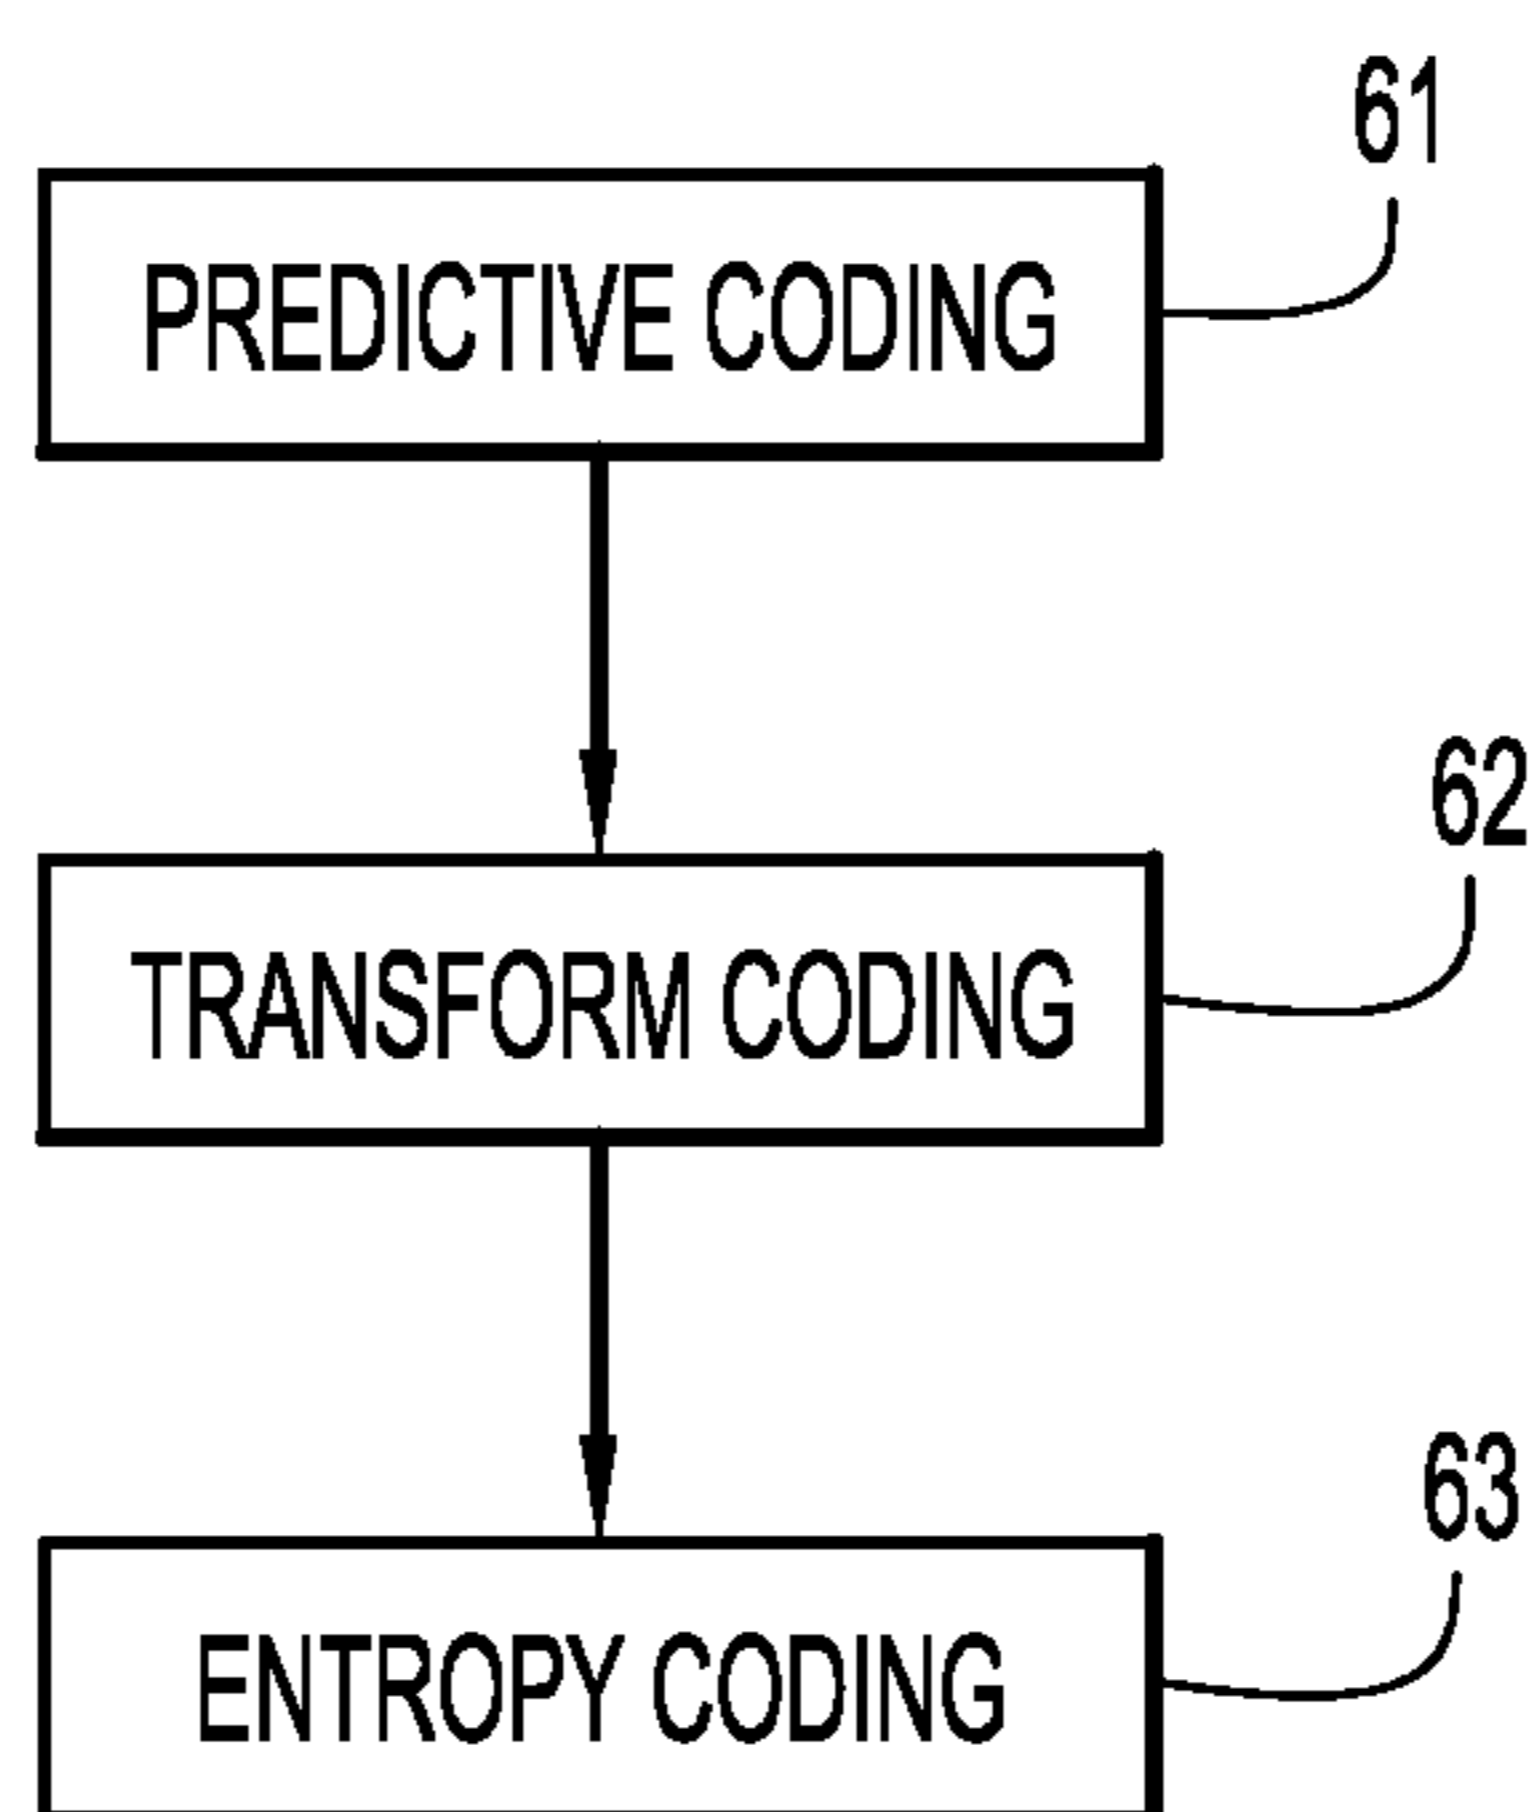 61
PREDICTIVE CODING
62
TRANSFORM CODING
63
ENTROPY CODING